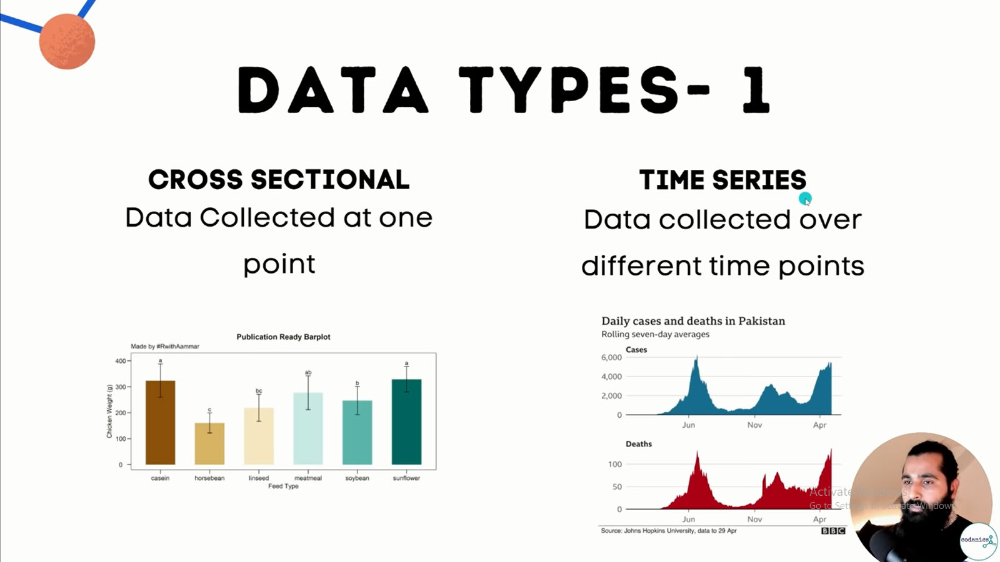 DATA TYPES- 1
CROSS SECTIONAL
Data Collected at one
point
Publication Ready Barplot
Made by #RwithAammar
Chicken Weight (g)
400
300
200
100
0
a
c
bc
ab
b
a
casein horsebean linseed meatmeal soybean sunflower
Feed Type
TIME SERIES
Data collected over
different time points
Daily cases and deaths in Pakistan
Rolling seven-day averages
Cases
6,000
4,000
2,000
0
Jun Nov Apr
Deaths
100
50
0
Jun Nov Apr
Source: Johns Hopkins University, data to 29 Apr
BBC
Activate Windows
Go to Settings to activate Windows.
codanics